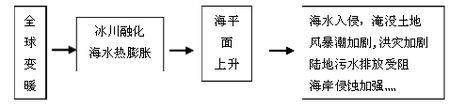 全
球
变
暖
冰川融化
海水热膨胀
海平
面
上升
海水入侵，淹没土地
风暴潮加剧,洪灾加剧
陆地污水排放受阻
海岸侵蚀加强,,,,